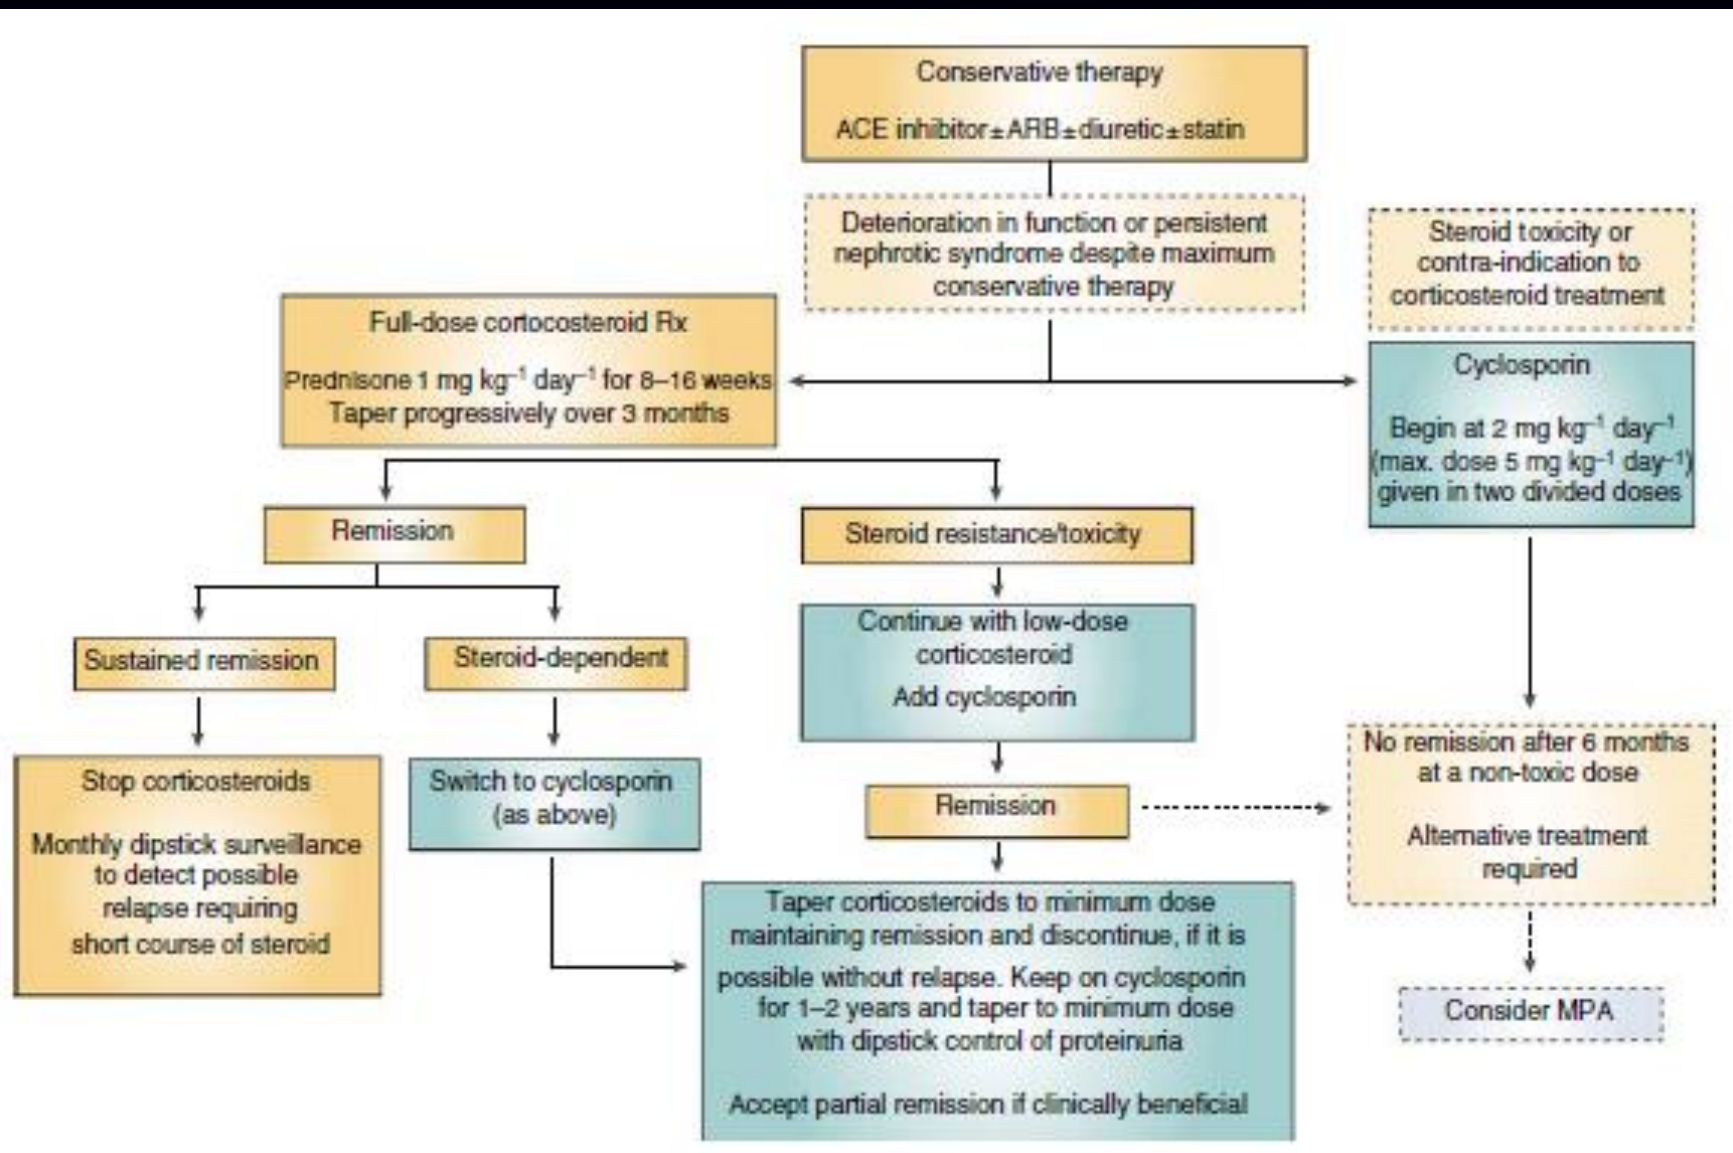 Conservative therapy
ACE inhibitor±ARB±diuretic±statin
Deterioration in function or persistent
nephrotic syndrome despite maximum
conservative therapy
Steroid toxicity or
contra-indication to
corticosteroid treatment
Full-dose cortocosteroid Rx
Prednisone 1 mg kg⁻¹ day⁻¹ for 8–16 weeks
Taper progressively over 3 months
Cyclosporin
Begin at 2 mg kg⁻¹ day⁻¹
(max. dose 5 mg kg⁻¹ day⁻¹)
given in two divided doses
Remission
Steroid resistance/toxicity
Sustained remission
Steroid-dependent
Continue with low-dose
corticosteroid
Add cyclosporin
Stop corticosteroids
Monthly dipstick surveillance
to detect possible
relapse requiring
short course of steroid
Switch to cyclosporin
(as above)
Remission
No remission after 6 months
at a non-toxic dose
Alternative treatment
required
Taper corticosteroids to minimum dose
maintaining remission and discontinue, if it is
possible without relapse. Keep on cyclosporin
for 1–2 years and taper to minimum dose
with dipstick control of proteinuria
Accept partial remission if clinically beneficial
Consider MPA